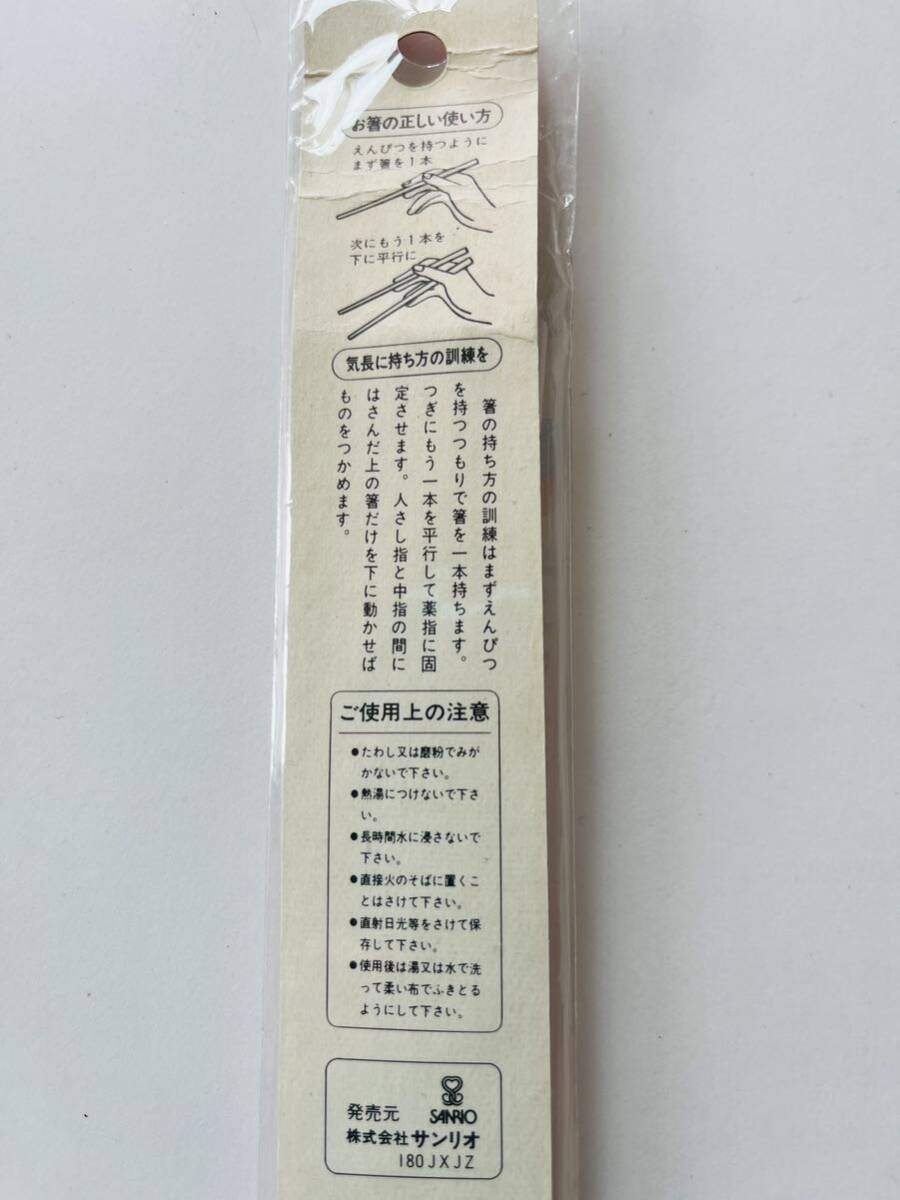 お箸の正しい使い方
えんぴつを持つように
まず箸を1本
次にもう1本を
下に平行に
気長に持ち方の訓練を
箸の持ち方の訓練はまずえんぴつ
を持つつもりで箸を一本持ちます。
つぎにもう一本を平行して薬指に固
定させます。人さし指と中指の間に
はさんだ上の箸だけを下に動かせば
ものをつかめます。
ご使用上の注意
●たわし又は磨粉でみが
かないで下さい。
●熱湯につけないで下さ
い。
●長時間水に浸さないで
下さい。
●直接火のそばに置くこ
とはさけて下さい。
●直射日光等をさけて保
存して下さい。
●使用後は湯又は水で洗
って柔い布でふきとる
ようにして下さい。
発売元 SANRIO
株式会社サンリオ
180JXJZ